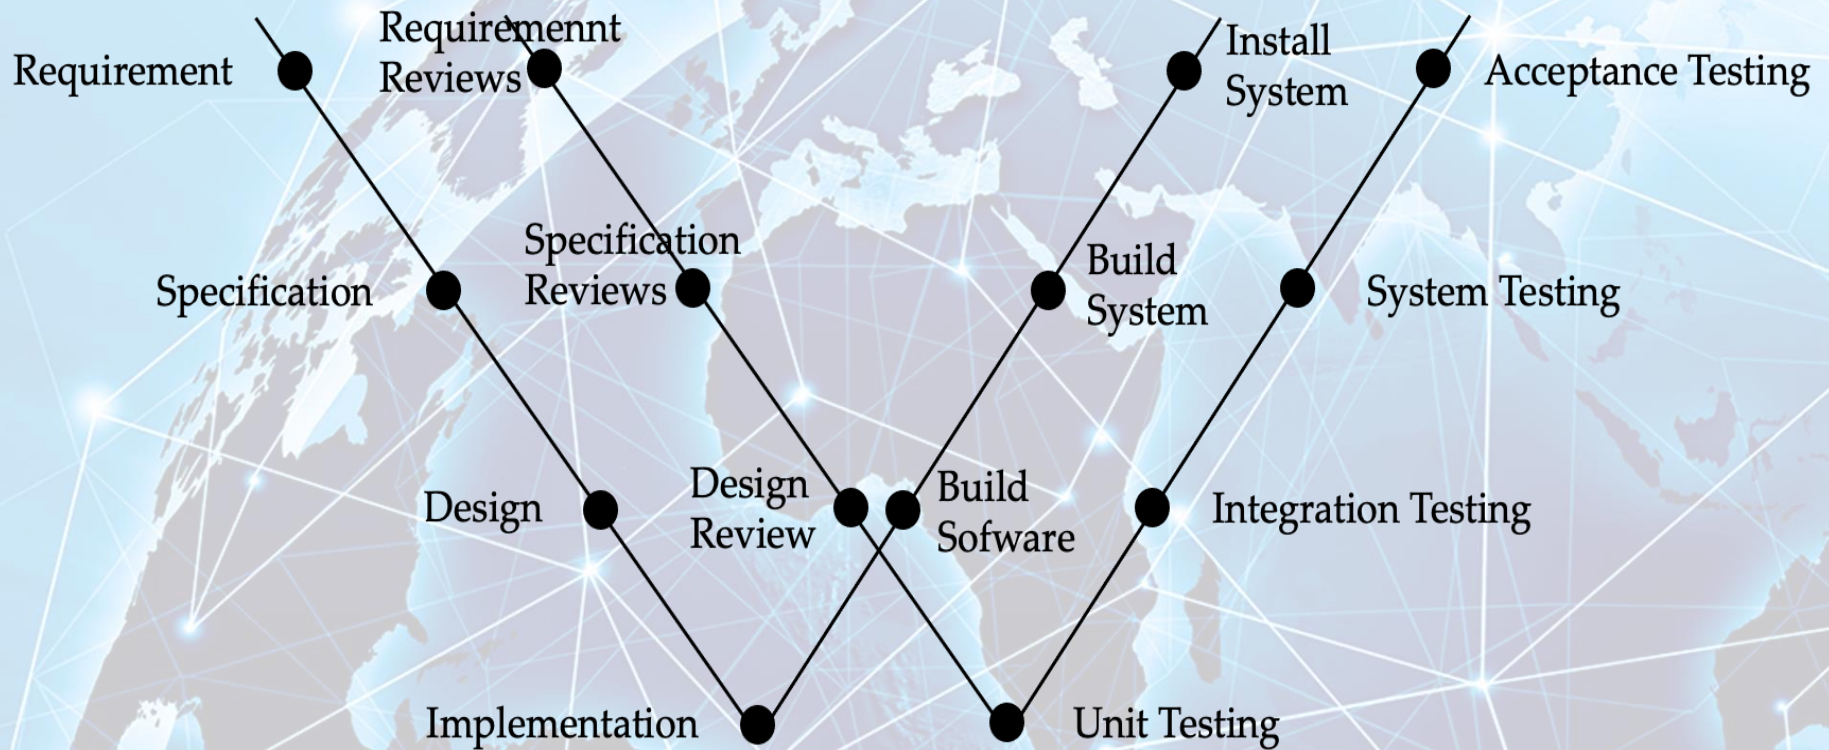 Requirement
Requiremennt
Reviews
Install
System
Acceptance Testing
Specification
Specification
Reviews
Build
System
System Testing
Design
Design
Review
Build
Sofware
Integration Testing
Implementation
Unit Testing